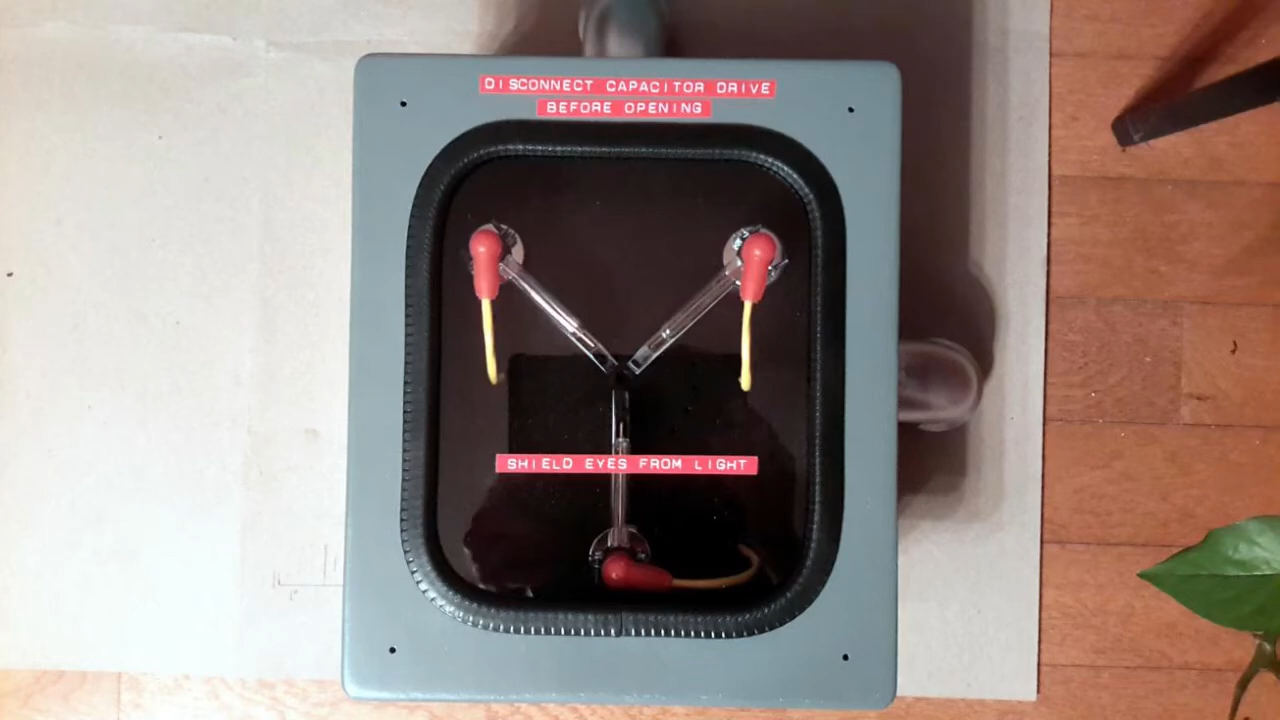 DISCONNECT CAPACITOR DRIVE
BEFORE OPENING
SHIELD EYES FROM LIGHT